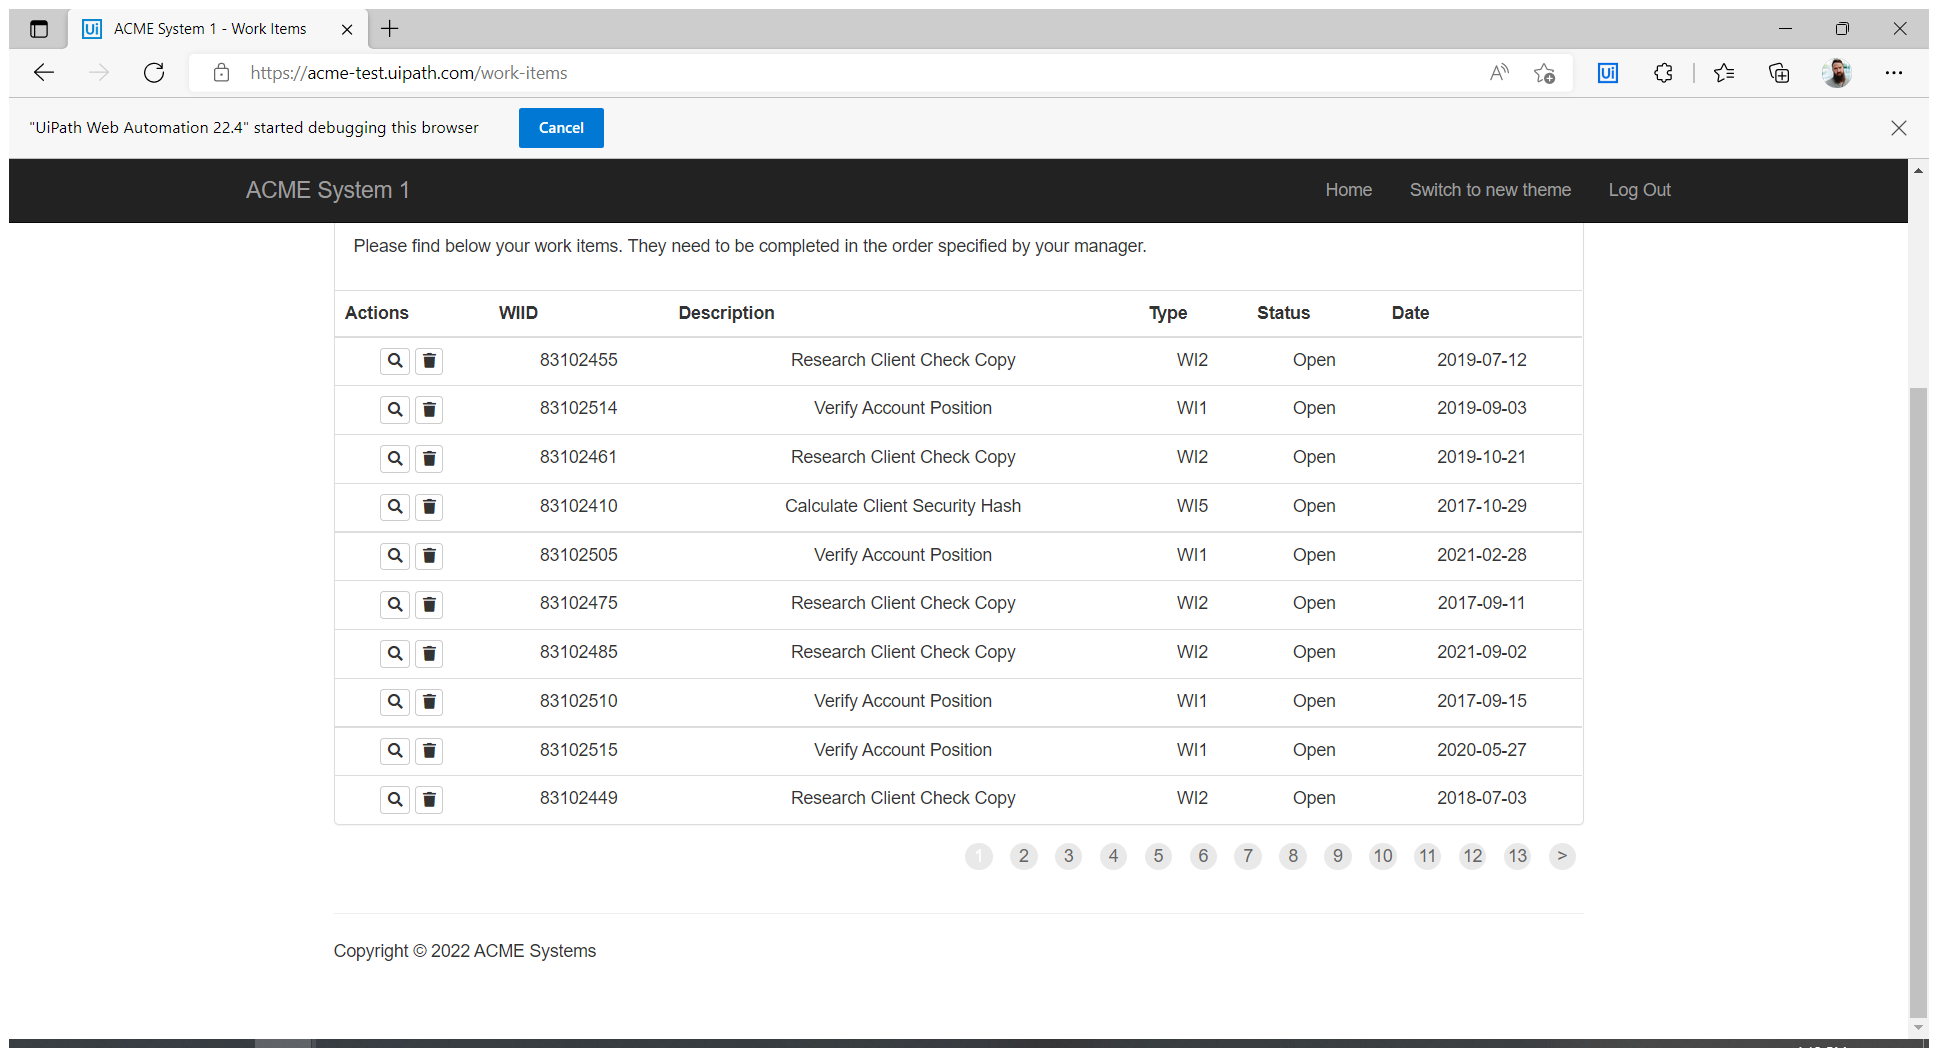 ACME System 1 - Work Items
https://acme-test.uipath.com/work-items
"UiPath Web Automation 22.4" started debugging this browser Cancel
ACME System 1 Home Switch to new theme Log Out
Please find below your work items. They need to be completed in the order specified by your manager.
Actions WIID Description Type Status Date
83102455 Research Client Check Copy WI2 Open 2019-07-12
83102514 Verify Account Position WI1 Open 2019-09-03
83102461 Research Client Check Copy WI2 Open 2019-10-21
83102410 Calculate Client Security Hash WI5 Open 2017-10-29
83102505 Verify Account Position WI1 Open 2021-02-28
83102475 Research Client Check Copy WI2 Open 2017-09-11
83102485 Research Client Check Copy WI2 Open 2021-09-02
83102510 Verify Account Position WI1 Open 2017-09-15
83102515 Verify Account Position WI1 Open 2020-05-27
83102449 Research Client Check Copy WI2 Open 2018-07-03
1 2 3 4 5 6 7 8 9 10 11 12 13 >
Copyright © 2022 ACME Systems